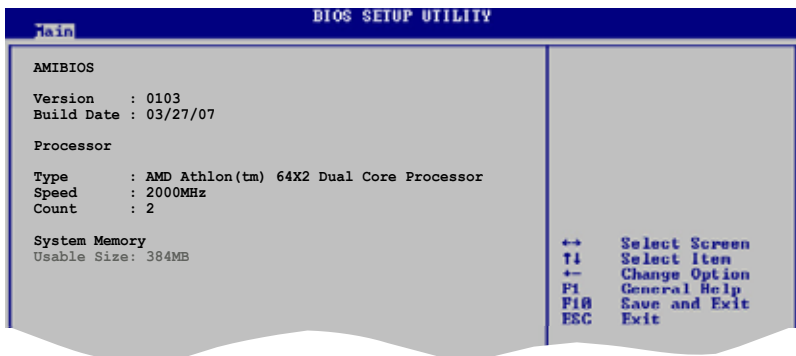 BIOS SETUP UTILITY
Main
AMIBIOS
Version : 0103
Build Date : 03/27/07
Processor
Type : AMD Athlon(tm) 64X2 Dual Core Processor
Speed : 2000MHz
Count : 2
System Memory
Usable Size: 384MB
↔ Select Screen
↑↓ Select Item
+- Change Option
F1 General Help
F10 Save and Exit
ESC Exit